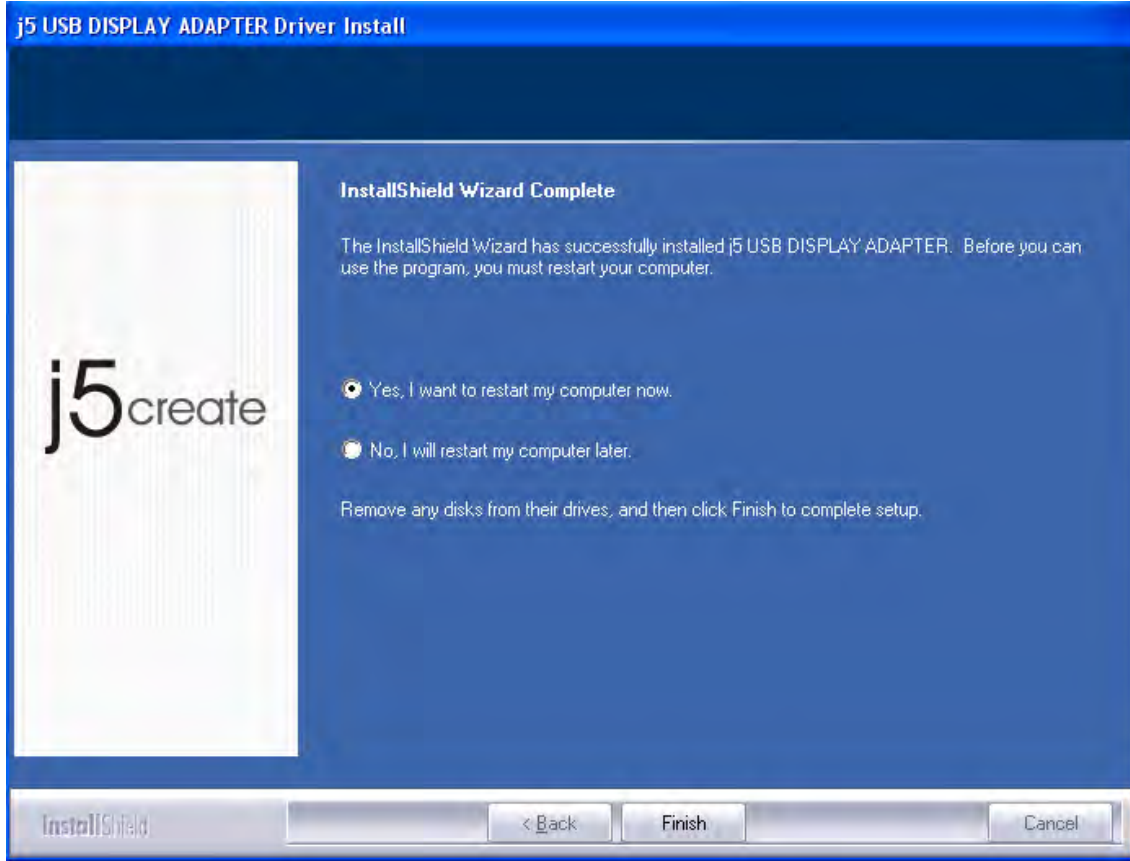 j5 USB DISPLAY ADAPTER Driver Install
InstallShield Wizard Complete
The InstallShield Wizard has successfully installed j5 USB DISPLAY ADAPTER.  Before you can
use the program, you must restart your computer.
j5create
Yes, I want to restart my computer now.
No, I will restart my computer later.
Remove any disks from their drives, and then click Finish to complete setup.
InstallShield
< Back
Finish
Cancel